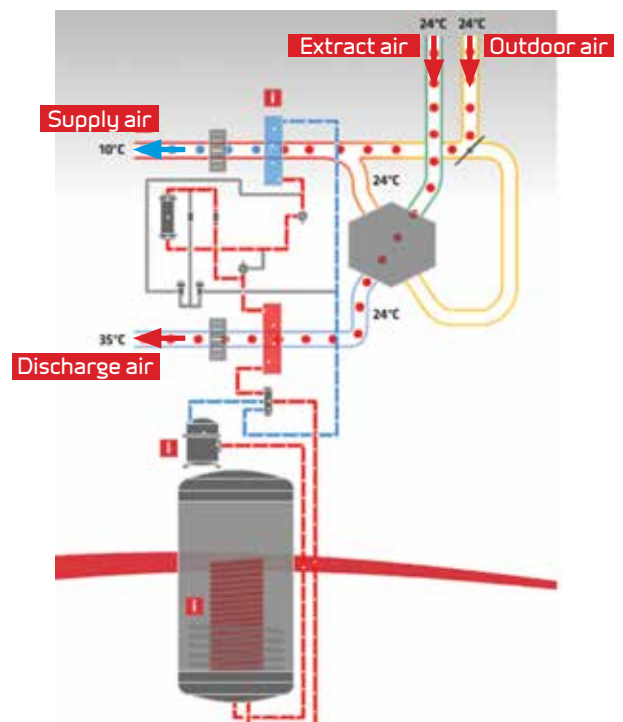 24°C 24°C
Extract air
Outdoor air
i
Supply air
10°C
24°C
24°C
35°C
Discharge air
i
i